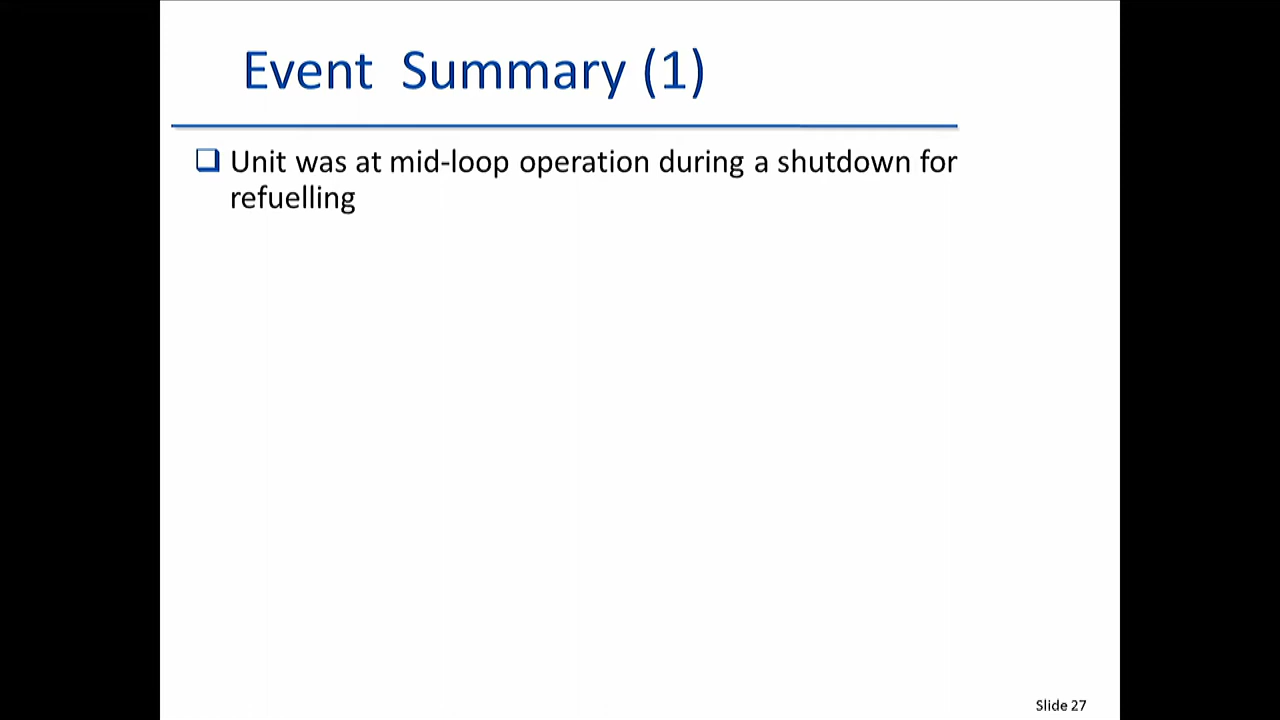 Event  Summary (1)
❑ Unit was at mid-loop operation during a shutdown for
refuelling
Slide 27